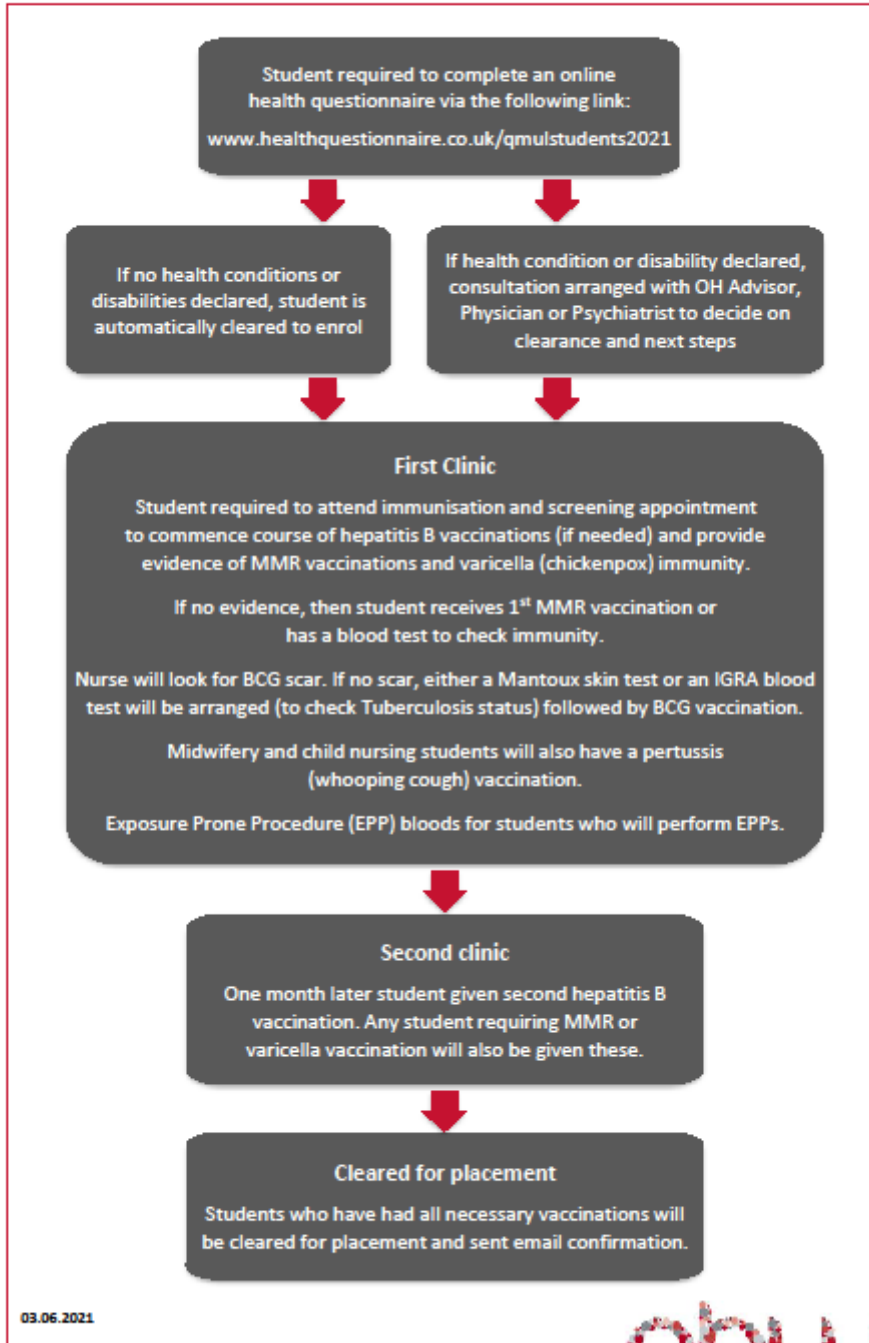 Student required to complete an online
health questionnaire via the following link:
www.healthquestionnaire.co.uk/qmulstudents2021
If no health conditions or
disabilities declared, student is
automatically cleared to enrol
If health condition or disability declared,
consultation arranged with OH Advisor,
Physician or Psychiatrist to decide on
clearance and next steps
First Clinic
Student required to attend immunisation and screening appointment
to commence course of hepatitis B vaccinations (if needed) and provide
evidence of MMR vaccinations and varicella (chickenpox) immunity.
If no evidence, then student receives 1st MMR vaccination or
has a blood test to check immunity.
Nurse will look for BCG scar. If no scar, either a Mantoux skin test or an IGRA blood
test will be arranged (to check Tuberculosis status) followed by BCG vaccination.
Midwifery and child nursing students will also have a pertussis
(whooping cough) vaccination.
Exposure Prone Procedure (EPP) bloods for students who will perform EPPs.
Second clinic
One month later student given second hepatitis B
vaccination. Any student requiring MMR or
varicella vaccination will also be given these.
Cleared for placement
Students who have had all necessary vaccinations will
be cleared for placement and sent email confirmation.
03.06.2021